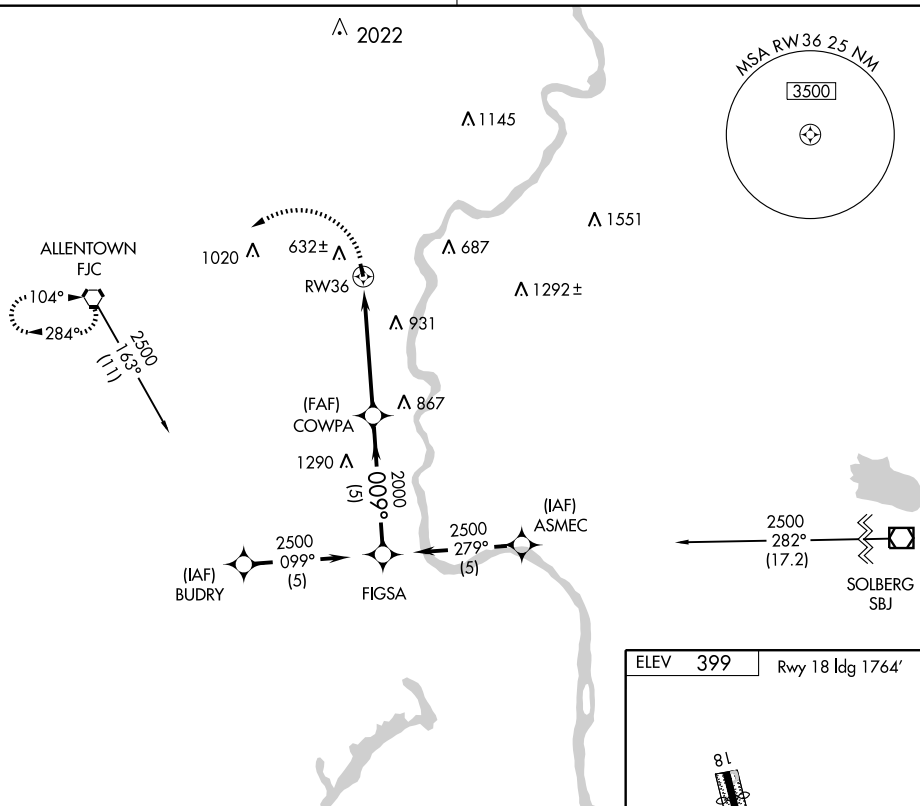 2022
MSA RW36 25 NM
3500
1145
1551
ALLENTOWN
FJC
1020
632±
687
RW36
1292±
104°
284°
2500
163°
(11)
931
(FAF)
COWPA
867
1290
2000
009°
(5)
(IAF)
ASMEC
2500
099°
(5)
2500
279°
(5)
2500
282°
(17.2)
(IAF)
BUDRY
FIGSA
SOLBERG
SBJ
ELEV 399
Rwy 18 ldg 1764'
18